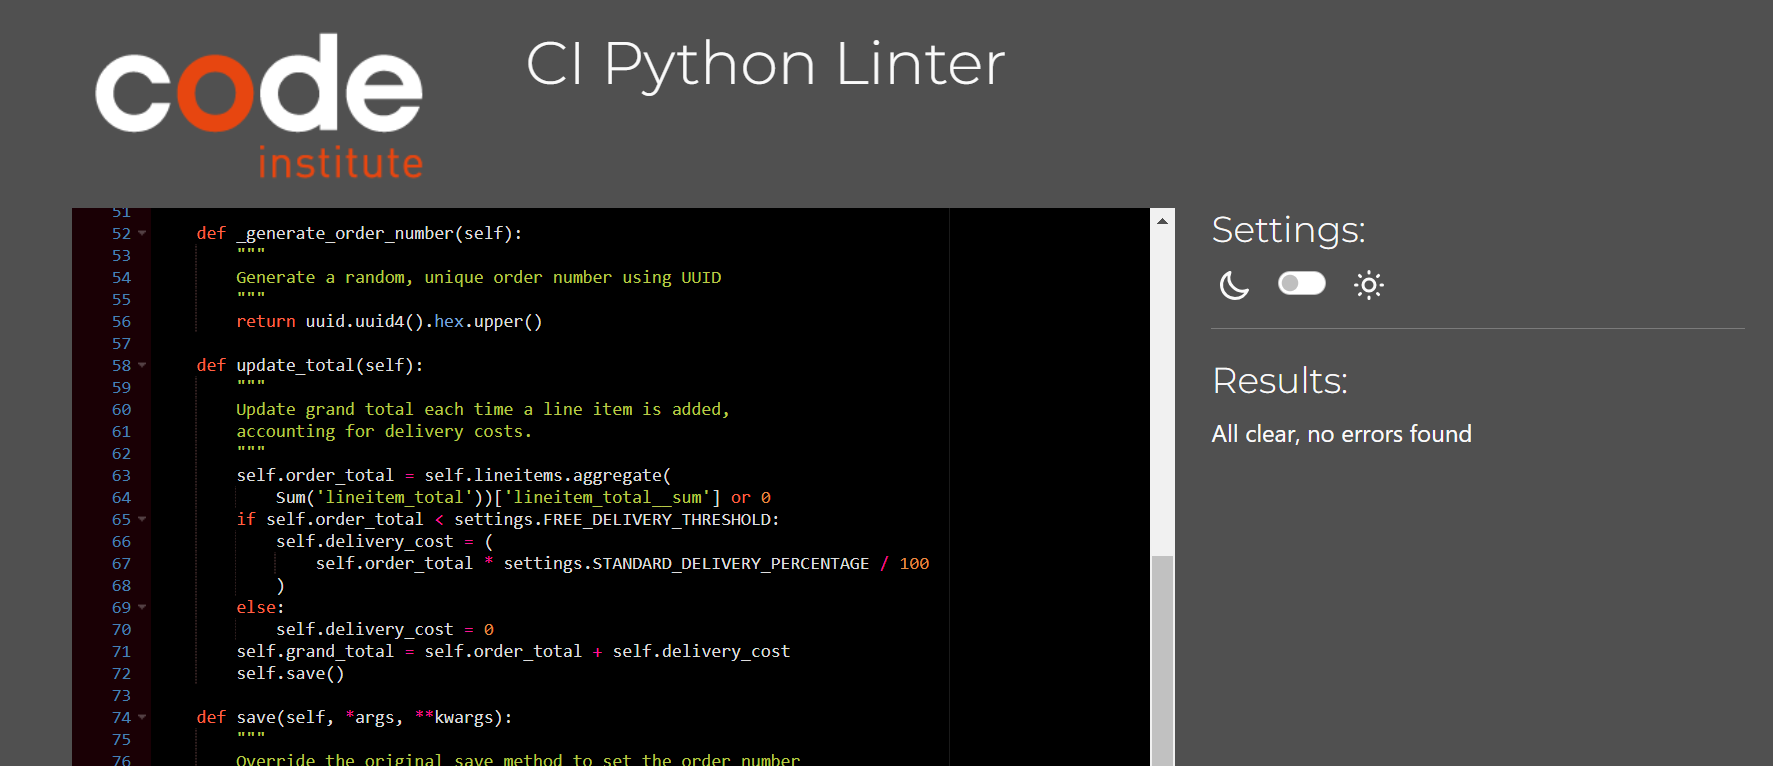 code
institute
CI Python Linter
51
52 def _generate_order_number(self):
53 """
54 Generate a random, unique order number using UUID
55 """
56 return uuid.uuid4().hex.upper()
57
58 def update_total(self):
59 """
60 Update grand total each time a line item is added,
61 accounting for delivery costs.
62 """
63 self.order_total = self.lineitems.aggregate(
64 Sum('lineitem_total'))['lineitem_total__sum'] or 0
65 if self.order_total < settings.FREE_DELIVERY_THRESHOLD:
66 self.delivery_cost = (
67 self.order_total * settings.STANDARD_DELIVERY_PERCENTAGE / 100
68 )
69 else:
70 self.delivery_cost = 0
71 self.grand_total = self.order_total + self.delivery_cost
72 self.save()
73
74 def save(self, *args, **kwargs):
75 """
76 Override the original save method to set the order number
Settings:
Results:
All clear, no errors found